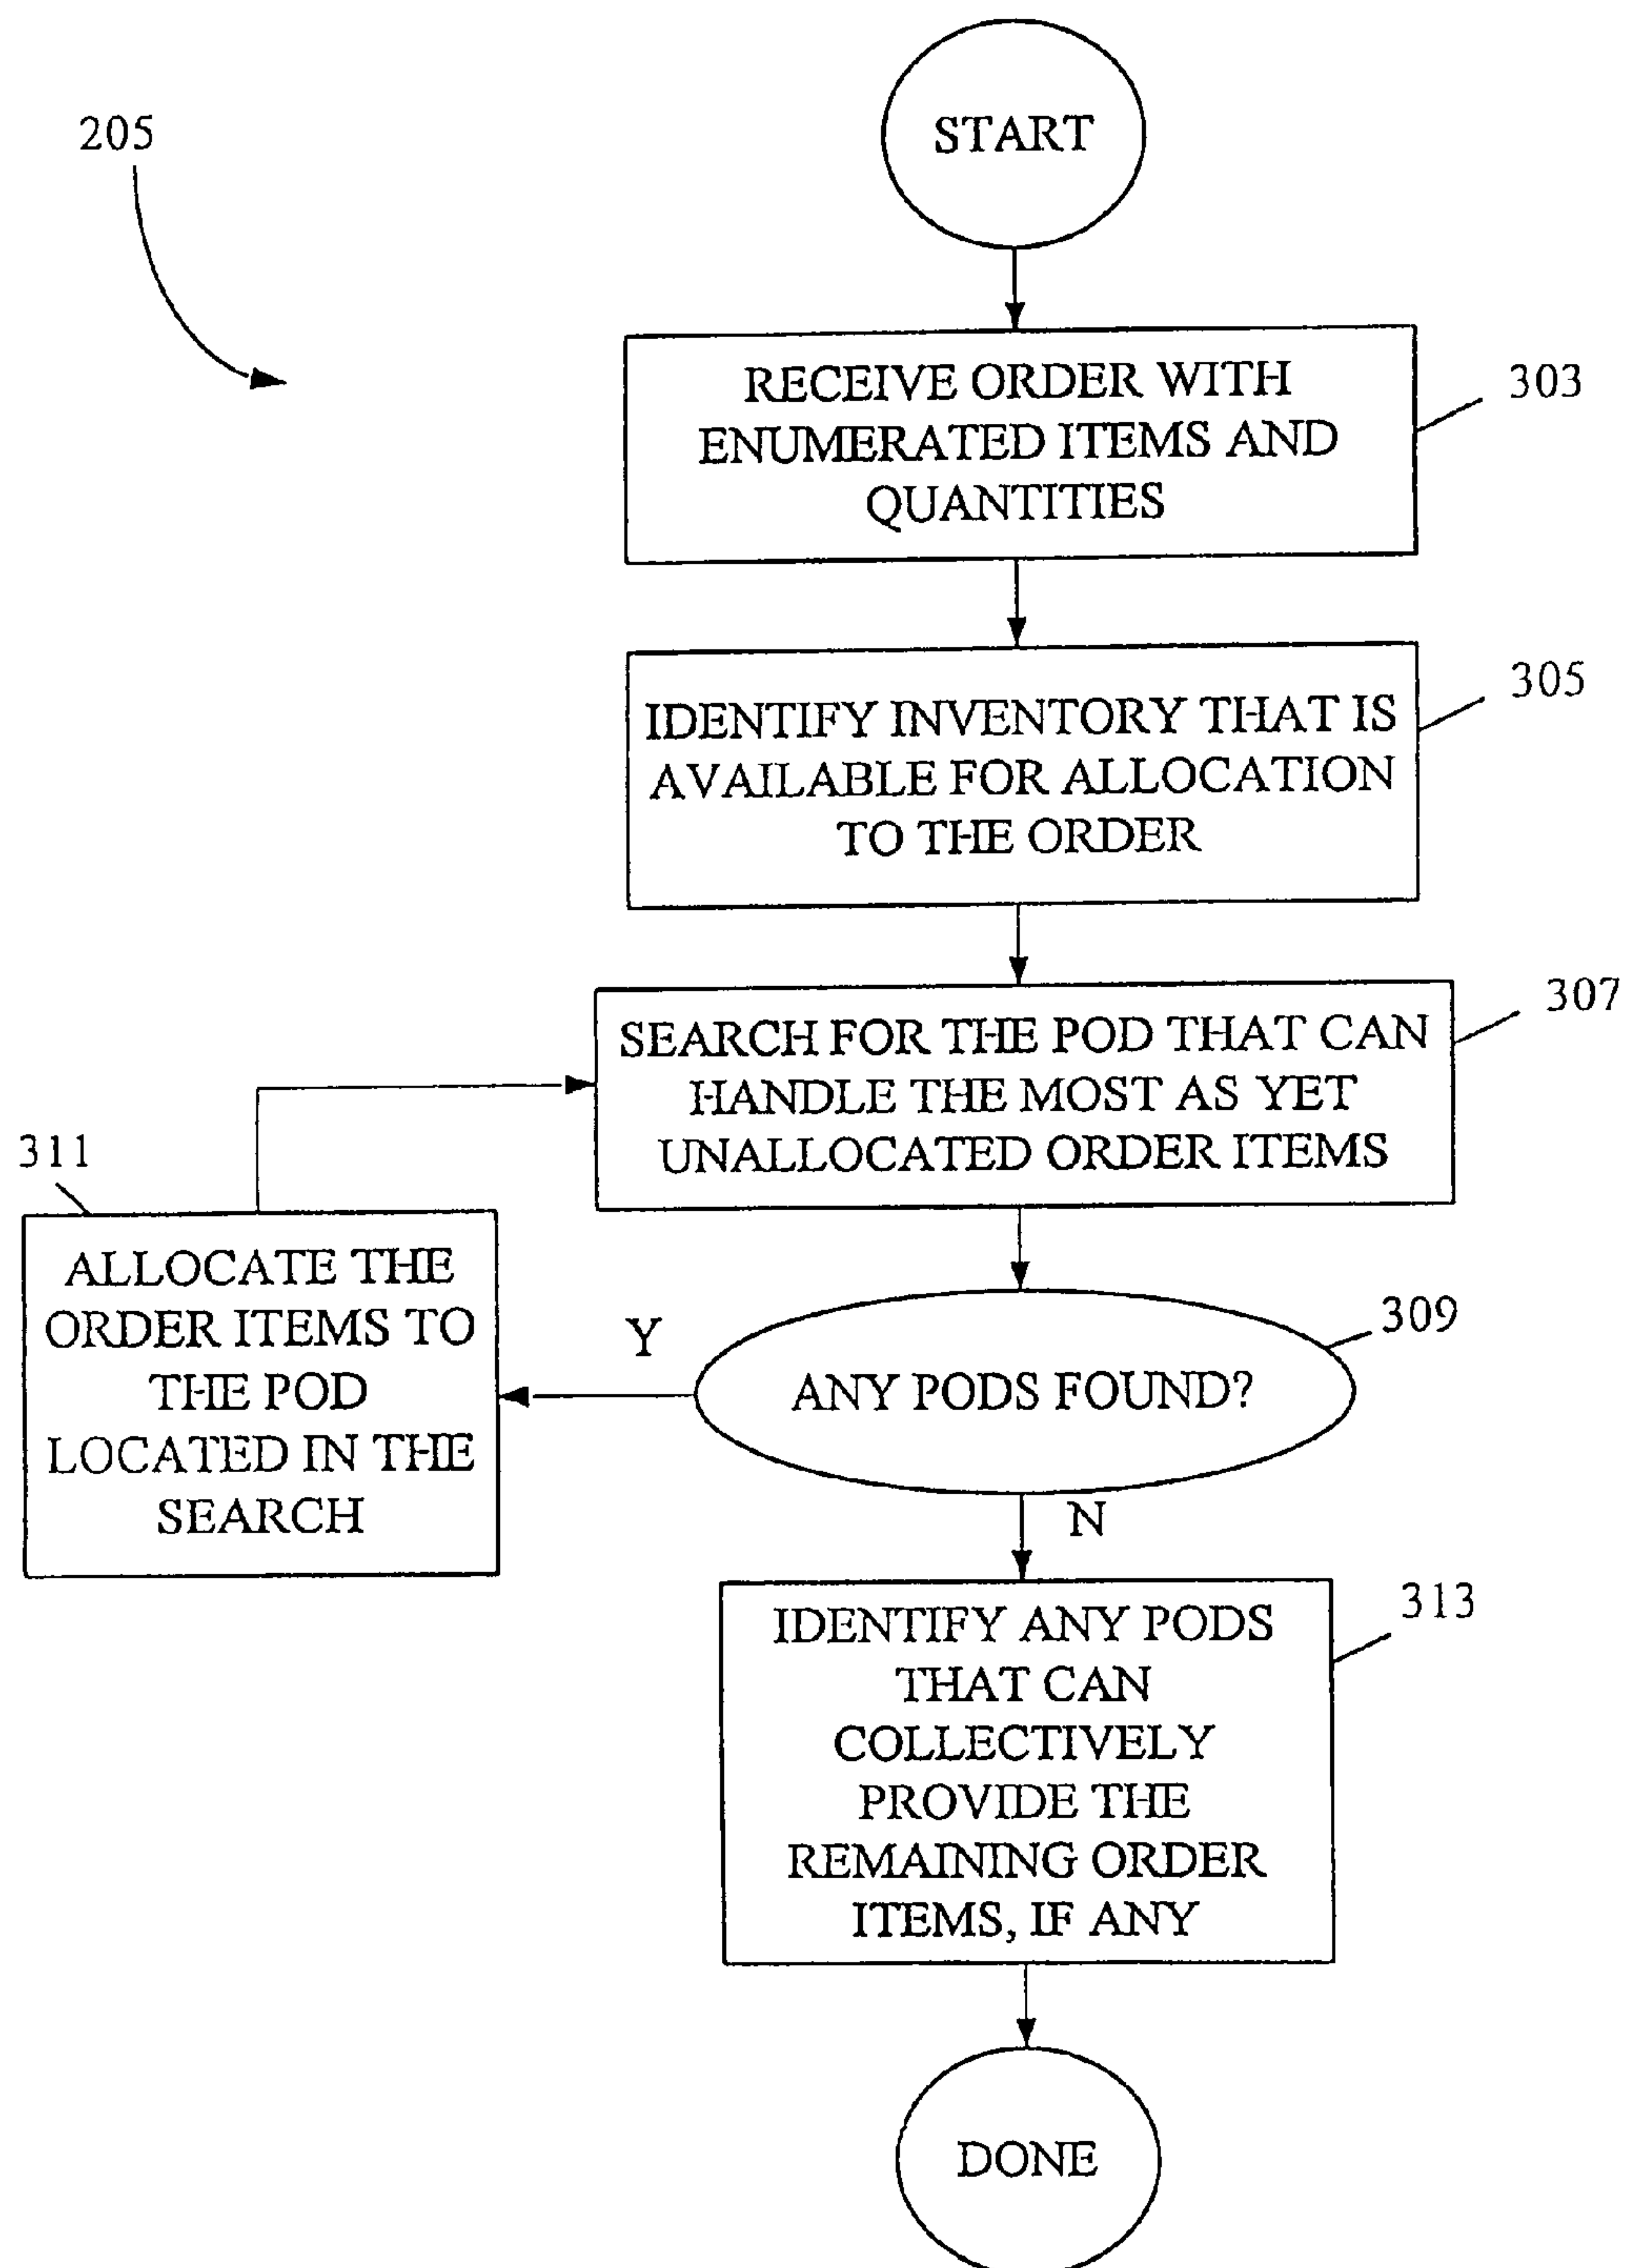 205
START
RECEIVE ORDER WITH
ENUMERATED ITEMS AND
QUANTITIES
303
IDENTIFY INVENTORY THAT IS
AVAILABLE FOR ALLOCATION
TO THE ORDER
305
SEARCH FOR THE POD THAT CAN
HANDLE THE MOST AS YET
UNALLOCATED ORDER ITEMS
307
311
ALLOCATE THE
ORDER ITEMS TO
THE POD
LOCATED IN THE
SEARCH
Y
ANY PODS FOUND?
309
N
IDENTIFY ANY PODS
THAT CAN
COLLECTIVELY
PROVIDE THE
REMAINING ORDER
ITEMS, IF ANY
313
DONE